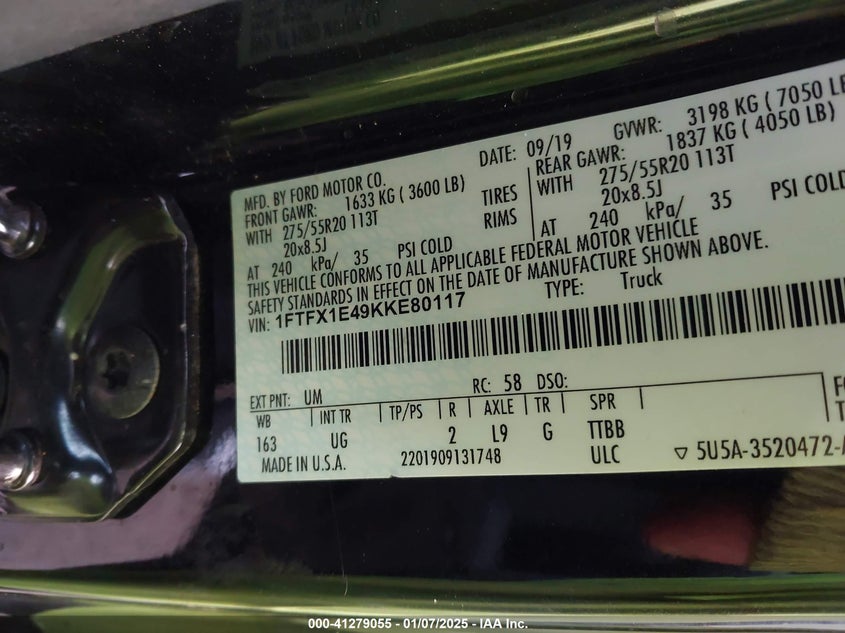 MFD. BY FORD MOTOR CO.
DATE: 09/19
GVWR: 3198 KG ( 7050 LB
FRONT GAWR: 1633 KG ( 3600 LB)
REAR GAWR: 1837 KG ( 4050 LB)
WITH 275/55R20 113T
TIRES
WITH 275/55R20 113T
20x8.5J
RIMS
20x8.5J
AT 240 kPa/ 35 PSI COLD
AT 240 kPa/ 35 PSI COLD
THIS VEHICLE CONFORMS TO ALL APPLICABLE FEDERAL MOTOR VEHICLE
SAFETY STANDARDS IN EFFECT ON THE DATE OF MANUFACTURE SHOWN ABOVE.
VIN: 1FTFX1E49KKE80117
TYPE: Truck
EXT PNT: UM
RC: 58 DSO:
WB | INT TR | TP/PS | R | AXLE | TR | SPR |
163 UG 2 L9 G TTBB
MADE IN U.S.A. 2201909131748 ULC
5U5A-3520472-A
000-41279055 - 01/07/2025 - IAA Inc.